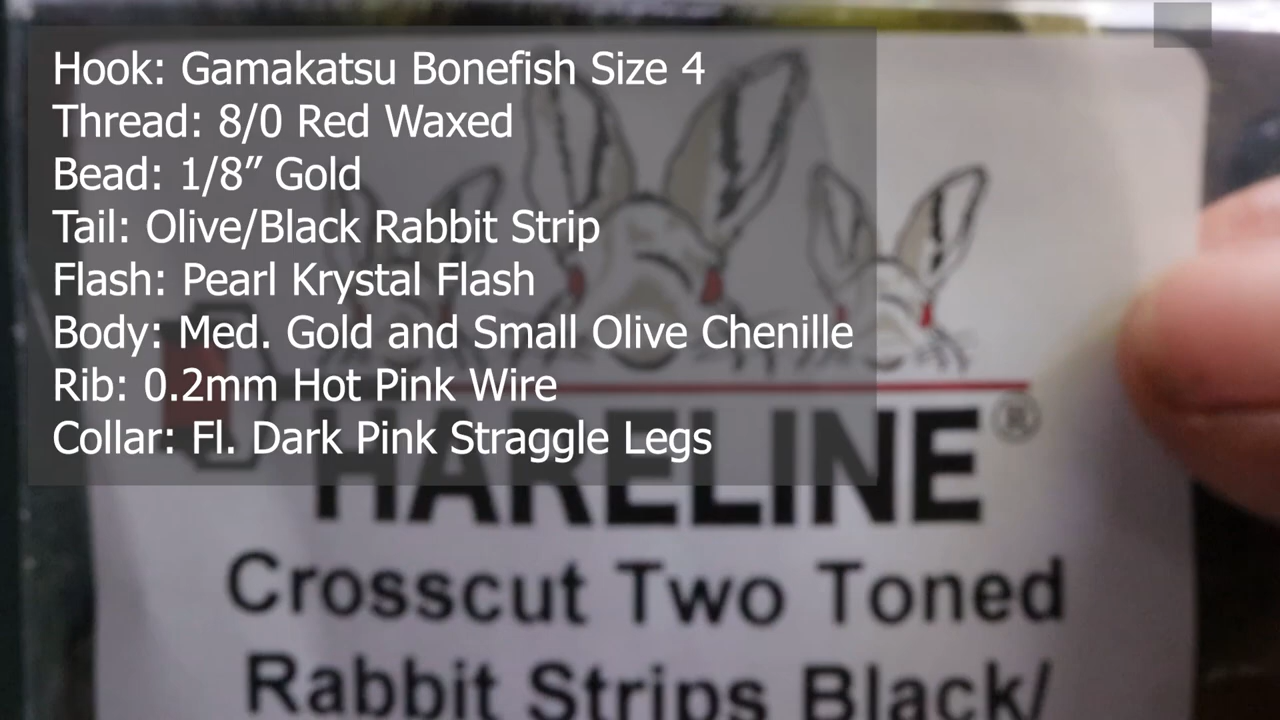 Hook: Gamakatsu Bonefish Size 4
Thread: 8/0 Red Waxed
Bead: 1/8” Gold
Tail: Olive/Black Rabbit Strip
Flash: Pearl Krystal Flash
Body: Med. Gold and Small Olive Chenille
Rib: 0.2mm Hot Pink Wire
Collar: Fl. Dark Pink Straggle Legs
HARELINE®
Crosscut Two Toned
Rabbit Strips Black/